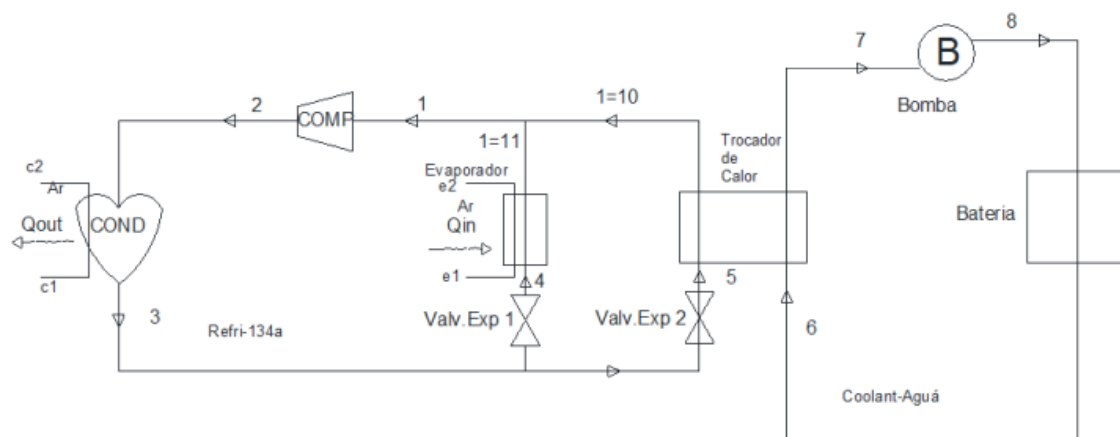 7
8
B
Bomba
2
COMP
1
1=10
1=11
Trocador
de
Calor
c2
Ar
Evaporador
e2
Ar
Qin
e1
Qout
COND
c1
Bateria
3
4
5
6
Refri-134a
Valv.Exp 1
Valv.Exp 2
Coolant-Aguá